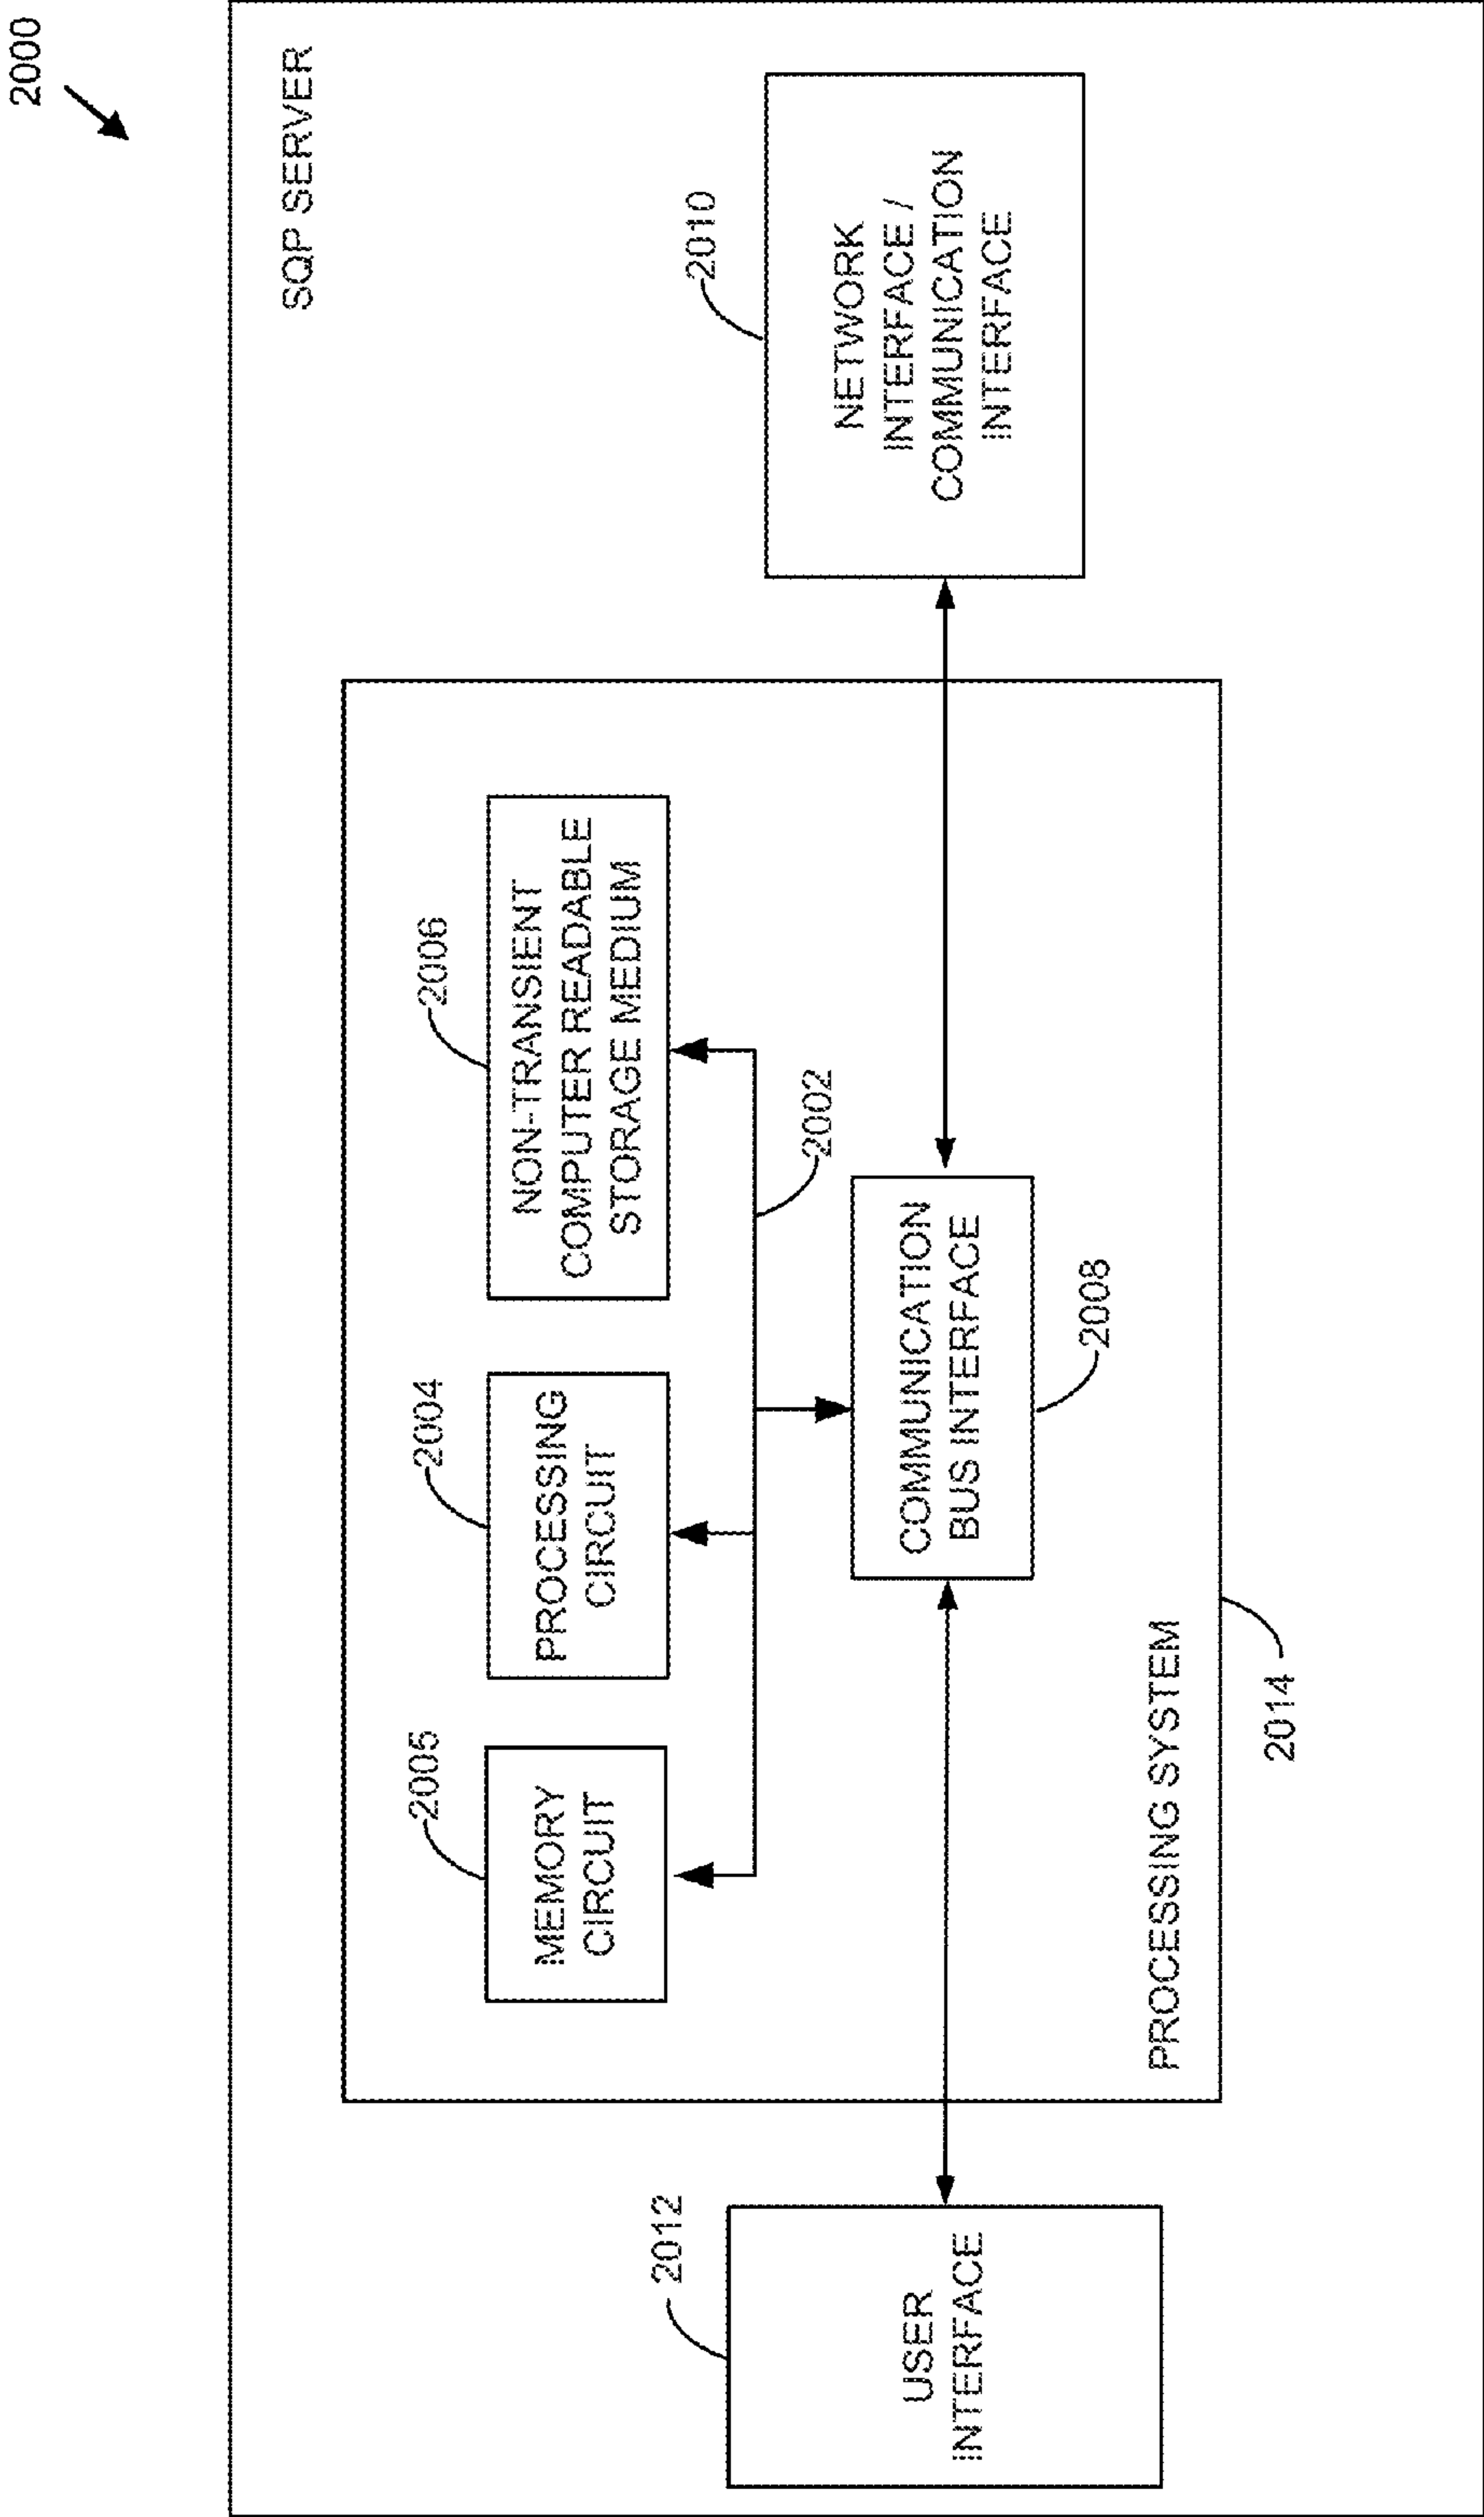 2000
SQP SERVER
2005
MEMORY
CIRCUIT
2004
PROCESSING
CIRCUIT
2006
NON-TRANSIENT
COMPUTER READABLE
STORAGE MEDIUM
2002
2012
USER
INTERFACE
COMMUNICATION
BUS INTERFACE
2008
2010
NETWORK
INTERFACE /
COMMUNICATION
INTERFACE
PROCESSING SYSTEM
2014